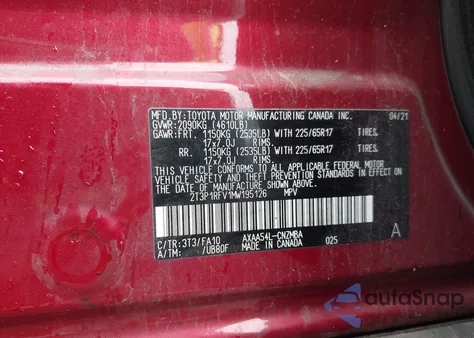 MFD.BY:TOYOTA MOTOR MANUFACTURING CANADA INC. 04/21
GVWR:2090KG (4610LB)
GAWR:FRT. 1150KG (2535LB) WITH 225/65R17 TIRES,
17x7.0J RIMS,
RR. 1150KG (2535LB) WITH 225/65R17 TIRES,
17x7.0J RIMS,
THIS VEHICLE CONFORMS TO ALL APPLICABLE
FEDERAL MOTOR VEHICLE SAFETY AND THEFT
PREVENTION STANDARDS IN EFFECT ON THE DATE
OF MANUFACTURE SHOWN ABOVE.
2T3P1RFV1MW195126 MPV
C/TR:3T3/FA10 AXAA54L-CNZMBA
A/TM: /UB80F MADE IN CANADA 025 A
autoSnap